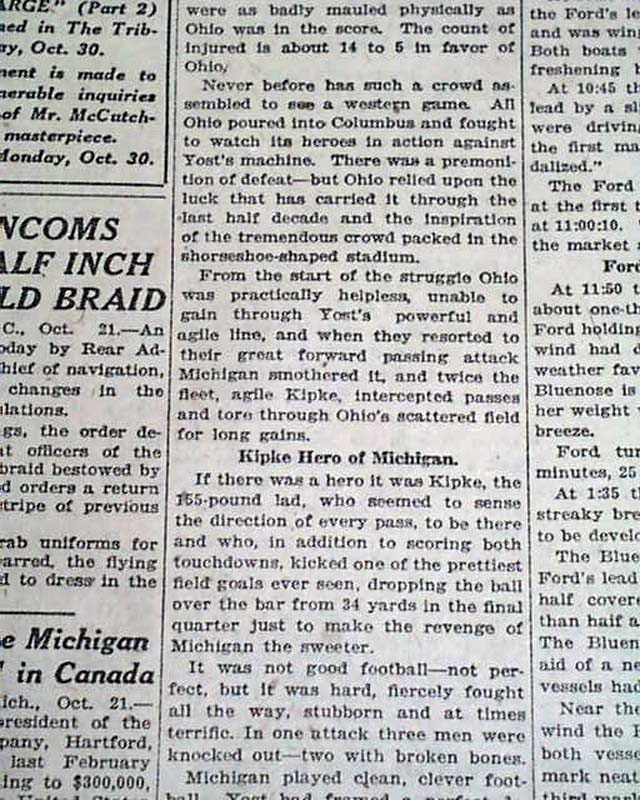 ARGE." (Part 2)
ed in The Trib-
ay, Oct. 30.
ment is made to
merable inquiries
of Mr. McCutch-
masterpiece.
Monday, Oct. 30.
NCOMS
ALF INCH
LD BRAID
C., Oct. 21.—An
oday by Rear Ad-
hief of navigation,
changes in the
lations.
gs, the order de-
at officers of the
braid bestowed by
d orders a return
stripe of previous
rab uniforms for
arred, the flying
d to dress in the
e Michigan
in Canada
ich., Oct. 21.—
president of the
pany, Hartford,
last February
ing to $300,000,
were as badly mauled physically as
Ohio was in the score. The count of
injured is about 14 to 5 in favor of
Ohio.
Never before has such a crowd as-
sembled to see a western game. All
Ohio poured into Columbus and fought
to watch its heroes in action against
Yost's machine. There was a premoni-
tion of defeat—but Ohio relied upon the
luck that has carried it through the
last half decade and the inspiration
of the tremendous crowd packed in the
shorseshoe-shaped stadium.
From the start of the struggle Ohio
was practically helpless, unable to
gain through Yost's powerful and
agile line, and when they resorted to
their great forward passing attack
Michigan smothered it, and twice the
fleet, agile Kipke, intercepted passes
and tore through Ohio's scattered field
for long gains.
Kipke Hero of Michigan.
If there was a hero it was Kipke, the
155-pound lad, who seemed to sense
the direction of every pass, to be there
and who, in addition to scoring both
touchdowns, kicked one of the prettiest
field goals ever seen, dropping the ball
over the bar from 34 yards in the final
quarter just to make the revenge of
Michigan the sweeter.
It was not good football—not per-
fect, but it was hard, fiercely fought
all the way, stubborn and at times
terrific. In one attack three men were
knocked out—two with broken bones.
Michigan played clean, clever foot-
ball. Yost had framed a
the Ford's le
and was wing
Both boats
freshening b
At 10:45 th
lead by a sl
were drivin
the first ma
dalized."
The Ford
at the first t
at 11:00:10.
the market s
Ford
At 11:50 t
about one-th
Ford holding
wind had d
weather fav
Bluenose is
her weight
breeze.
Ford tur
minutes, 25
At 1:35 t
streaky bre
to be develo
The Blue
Ford's lead
half covere
than half a
The Bluen
aid of a ne
vessels had
Near the
wind the
both vesse
mark neat